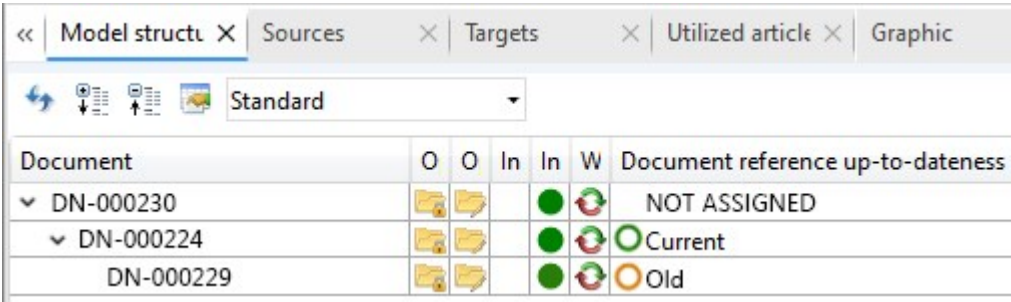 « Model structu Sources Targets Utilized article Graphic
Standard
Document O O In In W Document reference up-to-dateness
DN-000230 NOT ASSIGNED
DN-000224 Current
DN-000229 Old